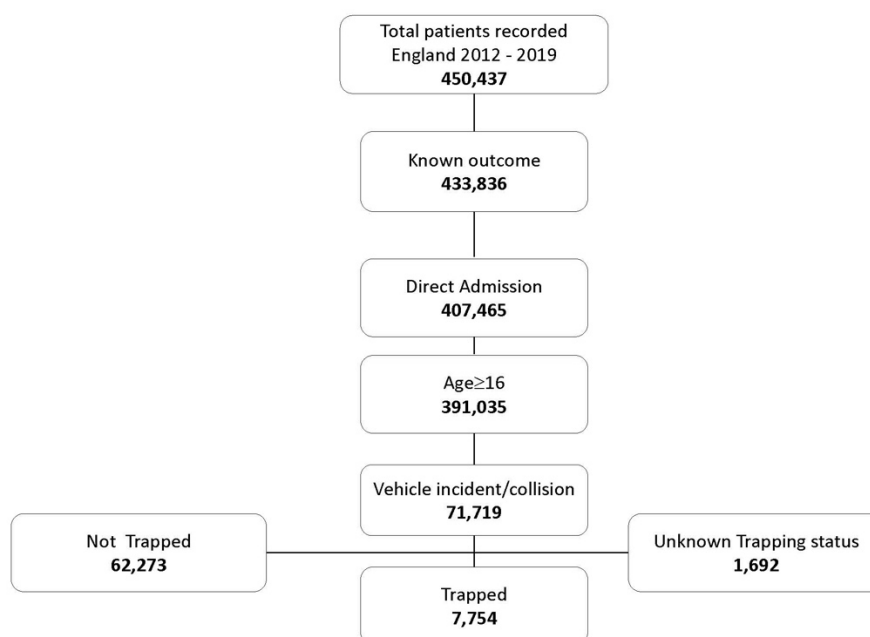 Total patients recorded
England 2012 - 2019
450,437
Known outcome
433,836
Direct Admission
407,465
Age≥16
391,035
Vehicle incident/collision
71,719
Not Trapped
62,273
Unknown Trapping status
1,692
Trapped
7,754